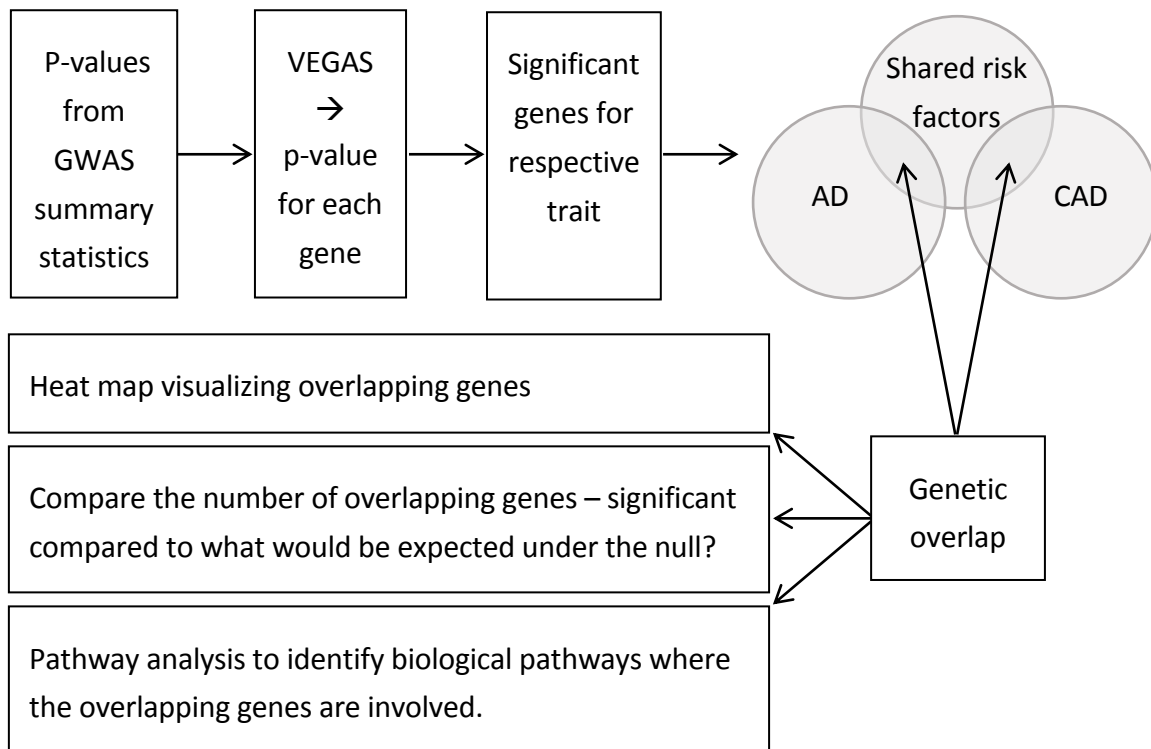 P-values
from
GWAS
summary
statistics
VEGAS
→
p-value
for each
gene
Significant
genes for
respective
trait
Shared risk
factors
AD
CAD
Heat map visualizing overlapping genes
Compare the number of overlapping genes – significant
compared to what would be expected under the null?
Pathway analysis to identify biological pathways where
the overlapping genes are involved.
Genetic
overlap